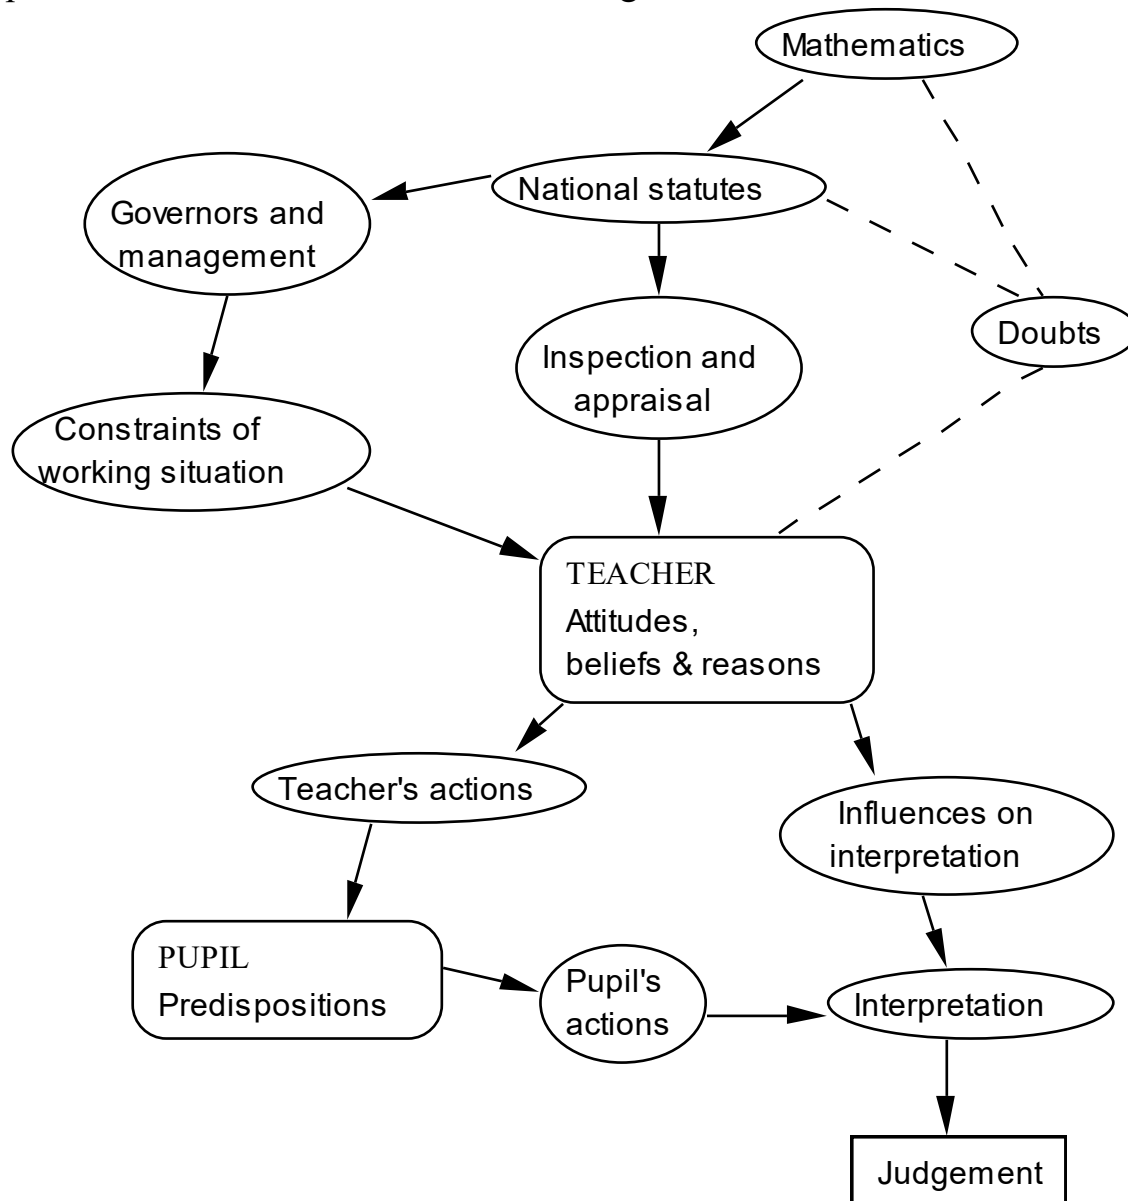 Mathematics
National statutes
Governors and
management
Doubts
Inspection and
appraisal
Constraints of
working situation
TEACHER
Attitudes,
beliefs & reasons
Teacher's actions
Influences on
interpretation
PUPIL
Predispositions
Pupil's
actions
Interpretation
Judgement